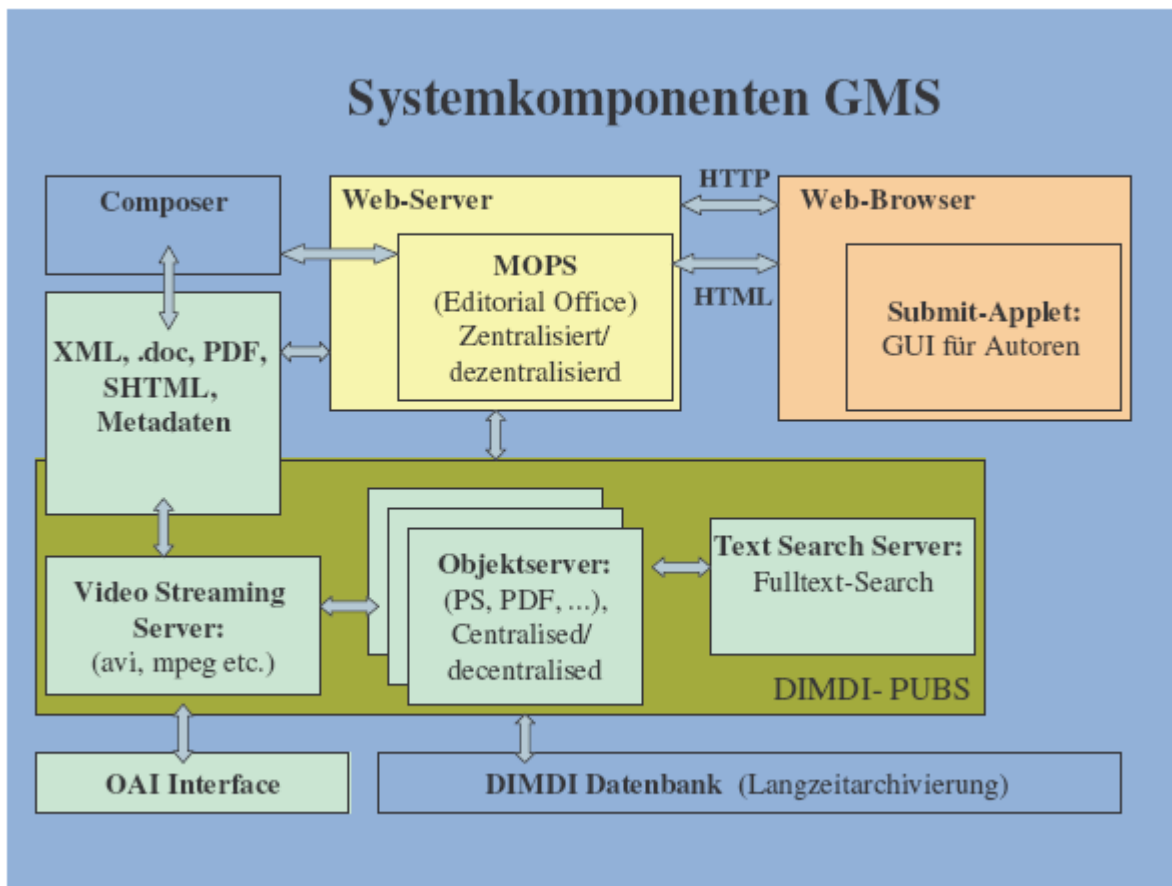 Systemkomponenten GMS
Composer
Web-Server
HTTP
Web-Browser
MOPS
(Editorial Office)
Zentralisiert/
dezentralisierd
HTML
Submit-Applet:
GUI für Autoren
XML, .doc, PDF,
SHTML,
Metadaten
Video Streaming
Server:
(avi, mpeg etc.)
Objektserver:
(PS, PDF, ...),
Centralised/
decentralised
Text Search Server:
Fulltext-Search
DIMDI- PUBS
OAI Interface
DIMDI Datenbank (Langzeitarchivierung)